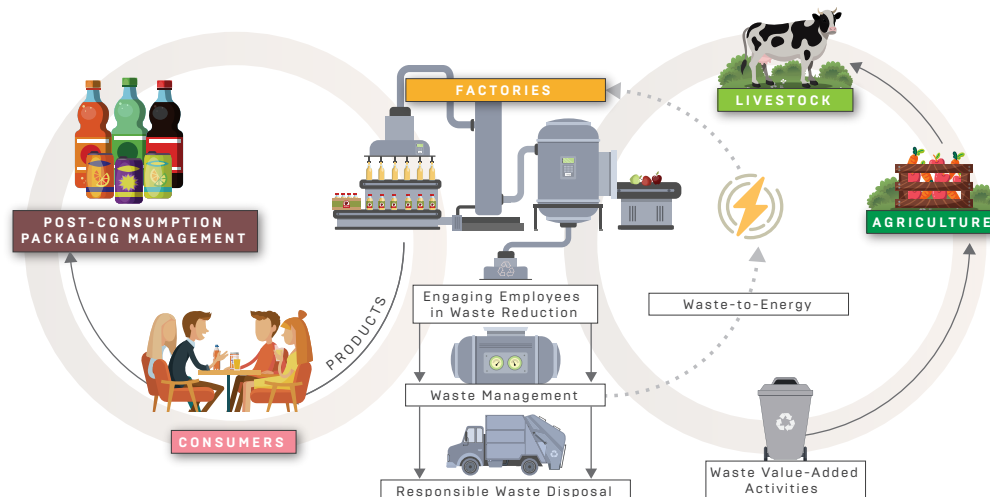 FACTORIES
LIVESTOCK
POST-CONSUMPTION
PACKAGING MANAGEMENT
AGRICULTURE
PRODUCTS
Engaging Employees
in Waste Reduction
Waste-to-Energy
Waste Management
CONSUMERS
Waste Value-Added
Activities
Responsible Waste Disposal